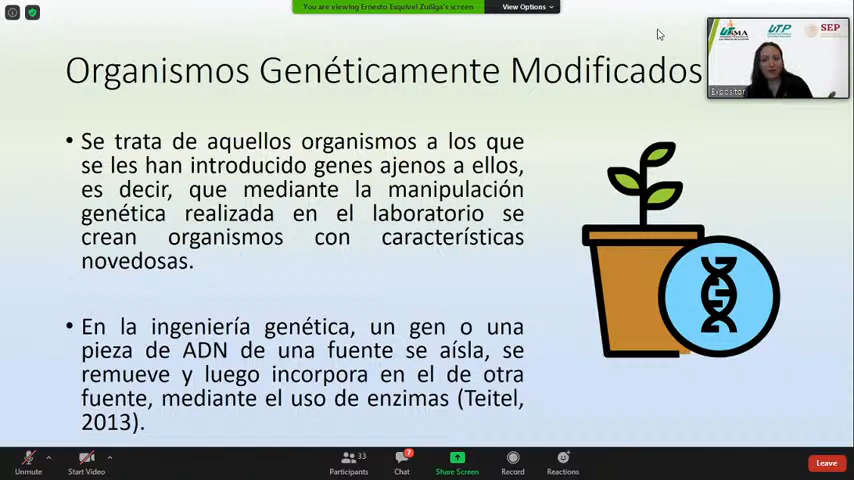 You are viewing Ernesto Esquivel Zuñiga's screen
View Options
UTP
SEP
Expositor
Organismos Genéticamente Modificados
• Se trata de aquellos organismos a los que
se les han introducido genes ajenos a ellos,
es decir, que mediante la manipulación
genética realizada en el laboratorio se
crean organismos con características
novedosas.
• En la ingeniería genética, un gen o una
pieza de ADN de una fuente se aísla, se
remueve y luego incorpora en el de otra
fuente, mediante el uso de enzimas (Teitel,
2013).
Unmute
Start Video
33
Participants
7
Chat
Share Screen
Record
Reactions
Leave